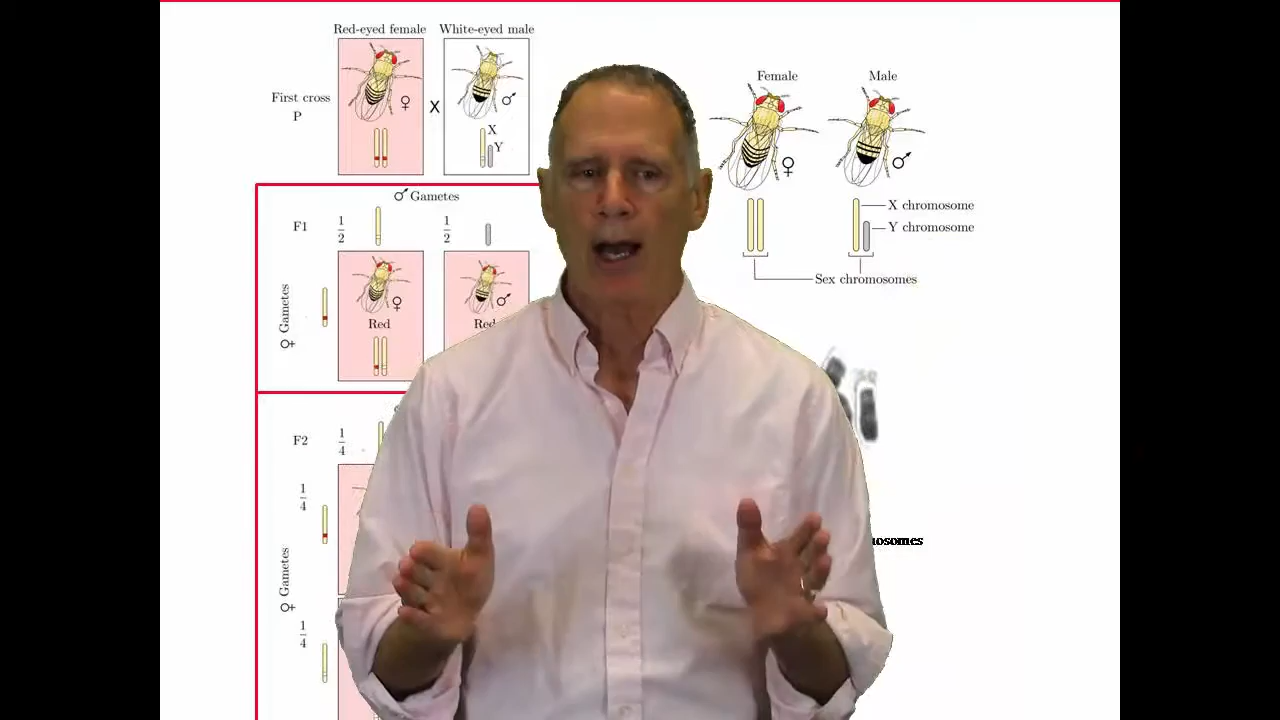 Red-eyed female
White-eyed male
First cross
P
X
X
Y
♂ Gametes
F1
1/2
1/2
♀ Gametes
Red
Red
F2
1/4
1/4
♀ Gametes
1/4
Female
Male
X chromosome
Y chromosome
Sex chromosomes